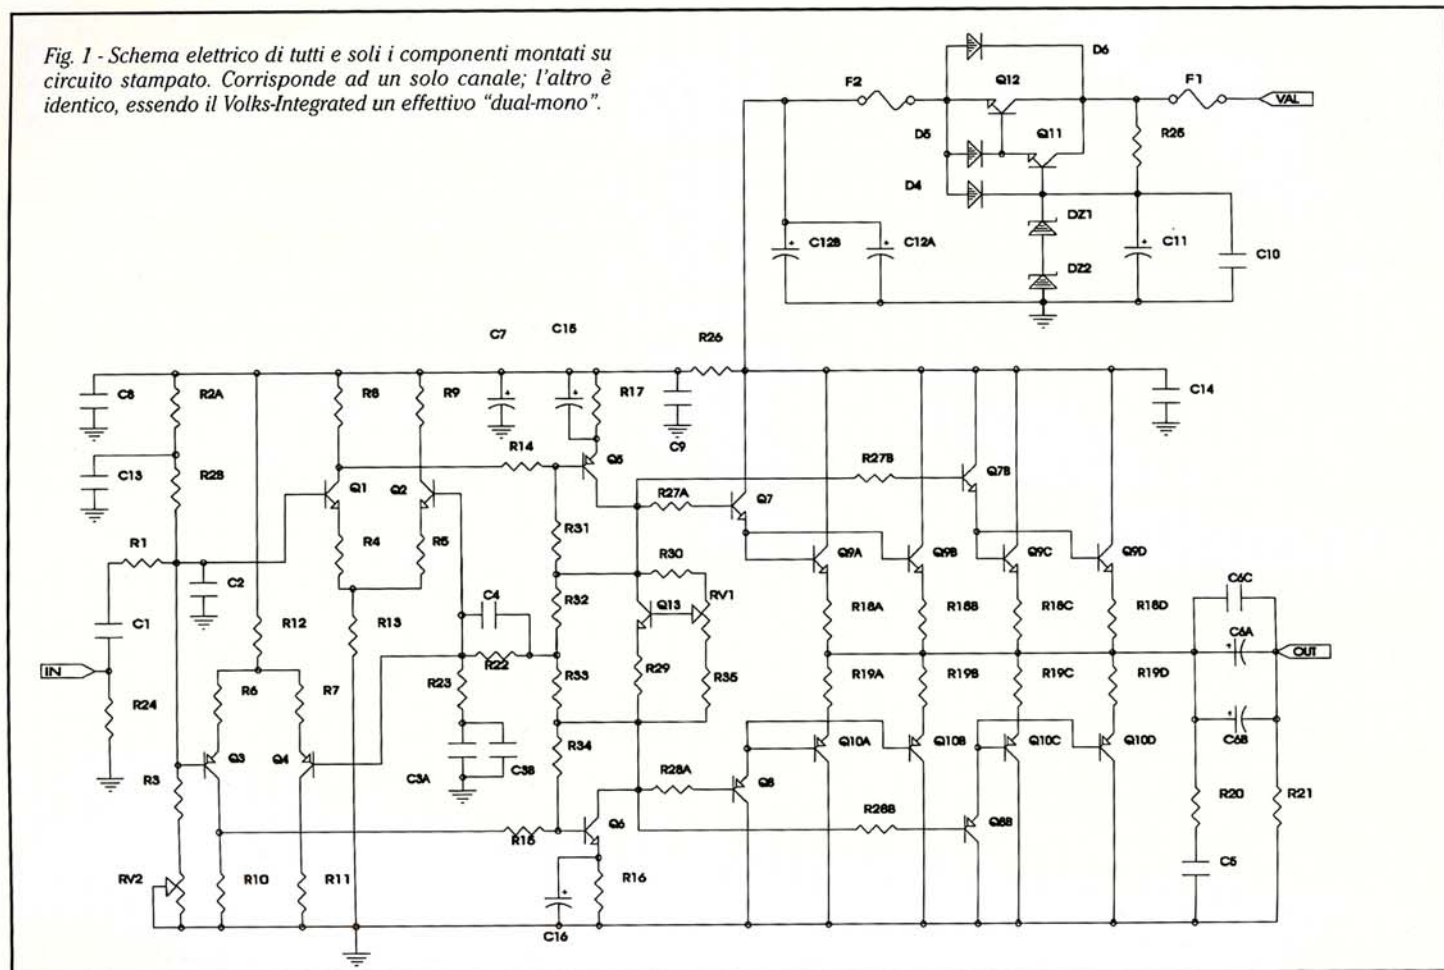 Fig. 1 - Schema elettrico di tutti e soli i componenti montati su
circuito stampato. Corrisponde ad un solo canale; l'altro è
identico, essendo il Volks-Integrated un effettivo "dual-mono".
D6
F2
Q12
F1
VAL
D5
Q11
R25
D4
DZ1
C12B
C12A
C11
C10
DZ2
C7
C15
R26
C8
R2A
R8
R9
R17
C14
C13
R2B
R14
Q5
C9
R27B
Q7B
Q1
Q2
R27A
Q7
R1
R4
R5
R31
R30
Q9A
Q9B
Q9C
Q9D
C2
C4
R32
Q13
RV1
R18A
R18B
R18C
R18D
C6C
C1
R12
R13
C6A
IN
R22
OUT
R6
R7
R23
R33
R29
R35
R19A
R19B
R19C
R19D
R24
C6B
Q3
Q4
R34
Q10A
Q10B
Q10C
Q10D
R3
C3A
C3B
R28A
Q8
R20
R21
R15
Q6
R28B
Q8B
RV2
R10
R11
R16
C5
C16